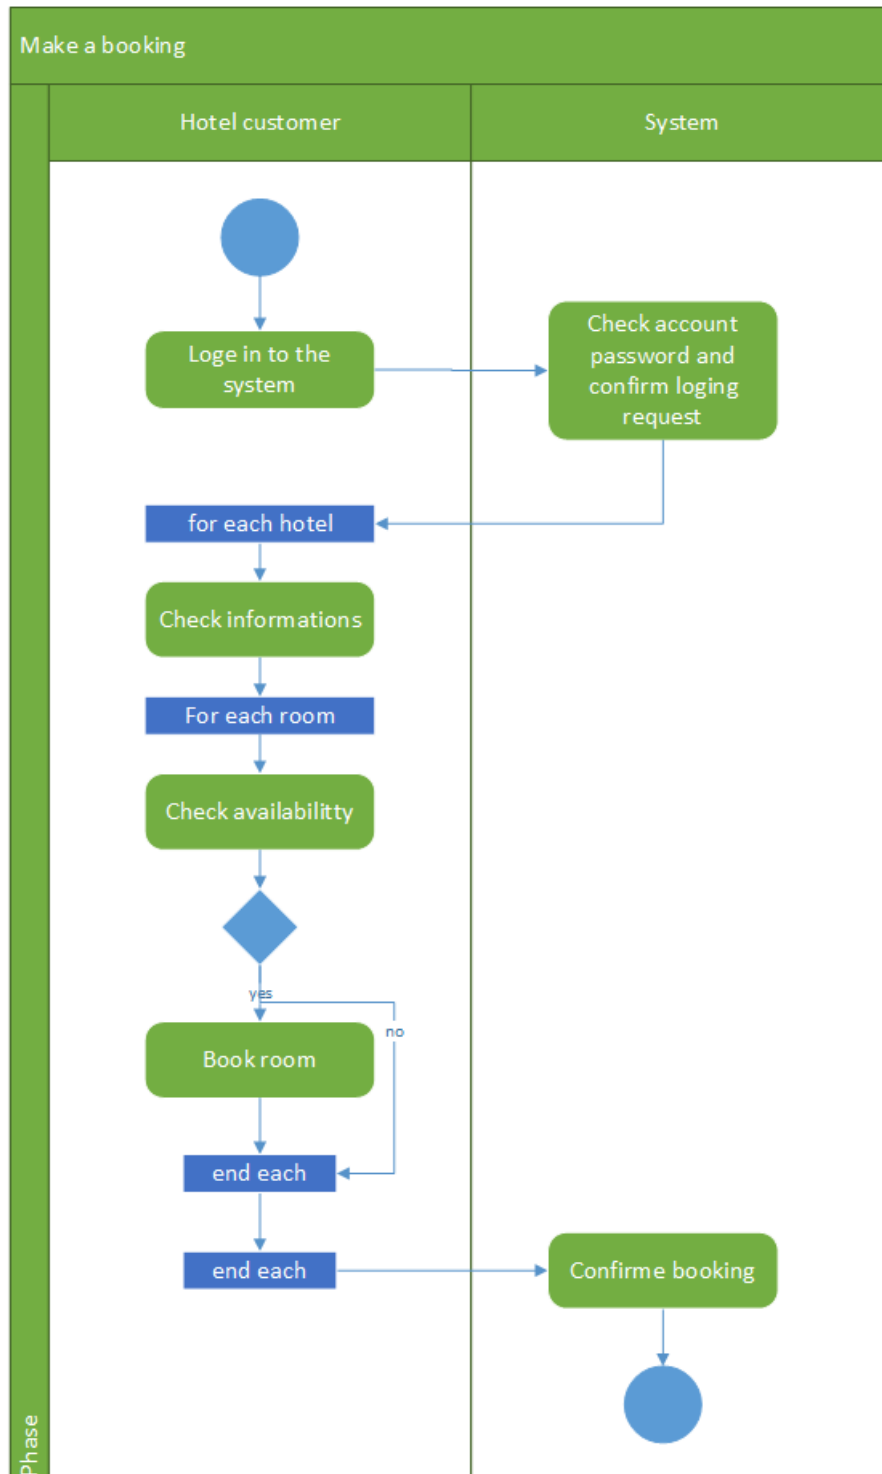 Make a booking
Hotel customer
System
Loge in to the
system
Check account
password and
confirm loging
request
for each hotel
Check informations
For each room
Check availabilitty
yes
no
Book room
end each
end each
Confirme booking
Phase